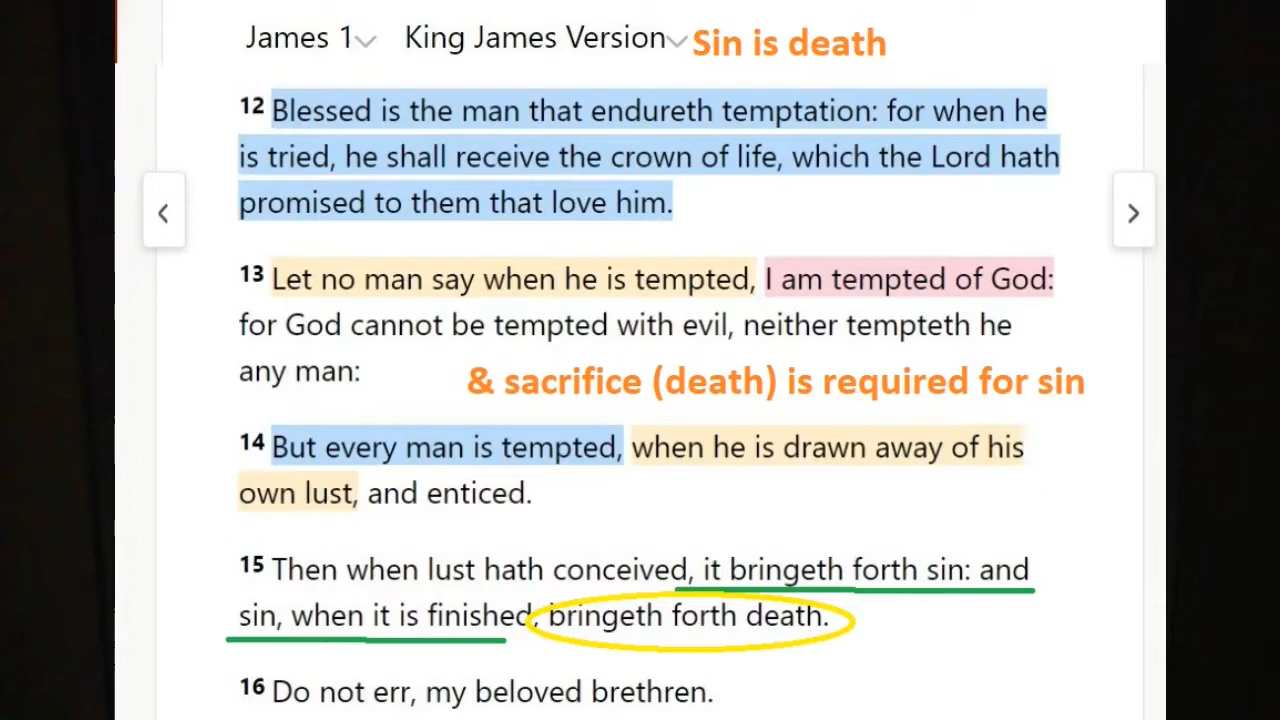 James 1 King James Version Sin is death
12 Blessed is the man that endureth temptation: for when he
is tried, he shall receive the crown of life, which the Lord hath
promised to them that love him.
13 Let no man say when he is tempted, I am tempted of God:
for God cannot be tempted with evil, neither tempteth he
any man:
& sacrifice (death) is required for sin
14 But every man is tempted, when he is drawn away of his
own lust, and enticed.
15 Then when lust hath conceived, it bringeth forth sin: and
sin, when it is finished, bringeth forth death.
16 Do not err, my beloved brethren.